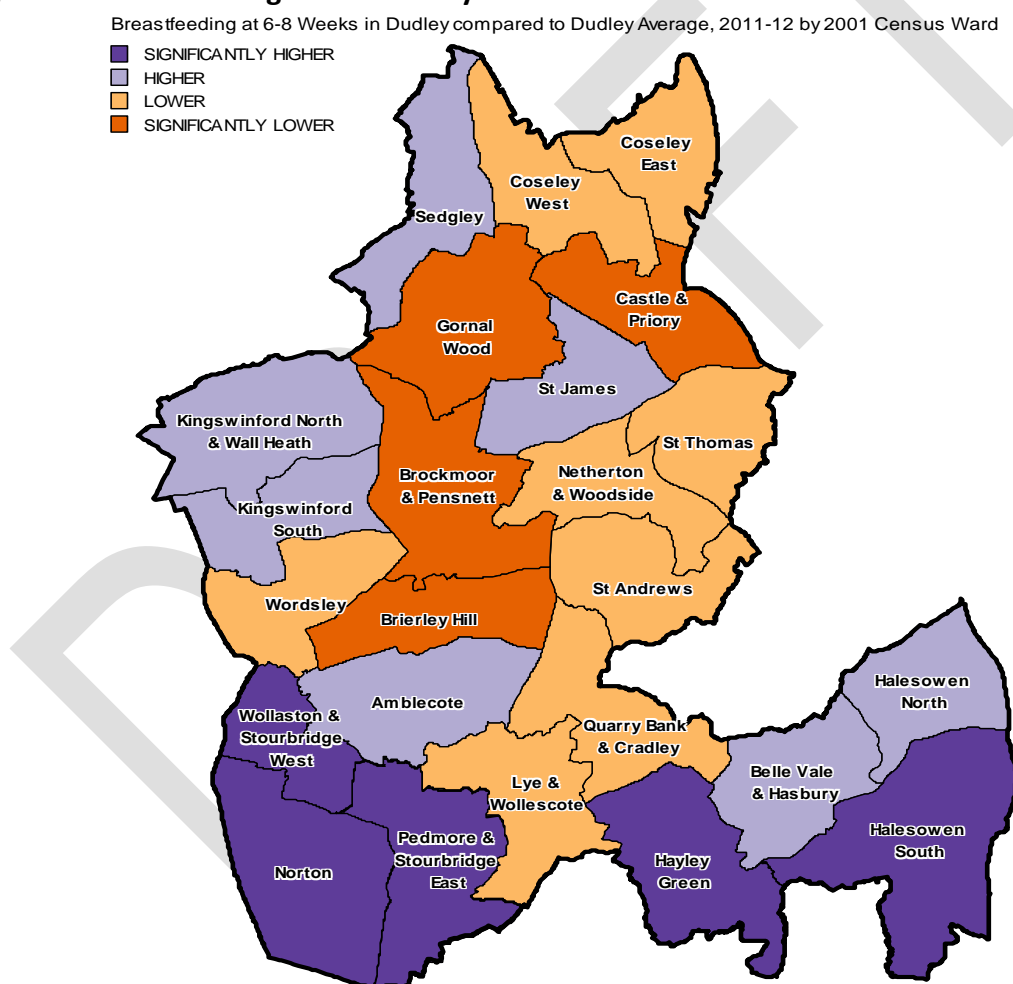 Breastfeeding at 6-8 Weeks in Dudley compared to Dudley Average, 2011-12 by 2001 Census Ward
SIGNIFICANTLY HIGHER
HIGHER
LOWER
SIGNIFICANTLY LOWER
Coseley
East
Coseley
West
Sedgley
Castle &
Priory
Gornal
Wood
St James
Kingswinford North
& Wall Heath
St Thomas
Brockmoor
& Pensnett
Netherton
& Woodside
Kingswinford
South
St Andrews
Wordsley
Brierley Hill
Halesowen
North
Amblecote
Wollaston &
Stourbridge
West
Quarry Bank
& Cradley
Belle Vale
& Hasbury
Lye &
Wollescote
Halesowen
South
Pedmore &
Stourbridge
East
Hayley
Green
Norton